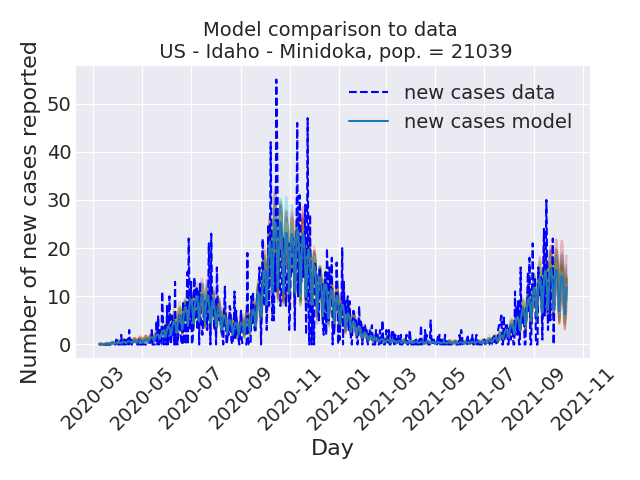 Model comparison to data
US - Idaho - Minidoka, pop. = 21039
Number of new cases reported
50
40
30
20
10
0
new cases data
new cases model
2020-03
2020-05
2020-07
2020-09
2020-11
2021-01
2021-03
2021-05
2021-07
2021-09
2021-11
Day